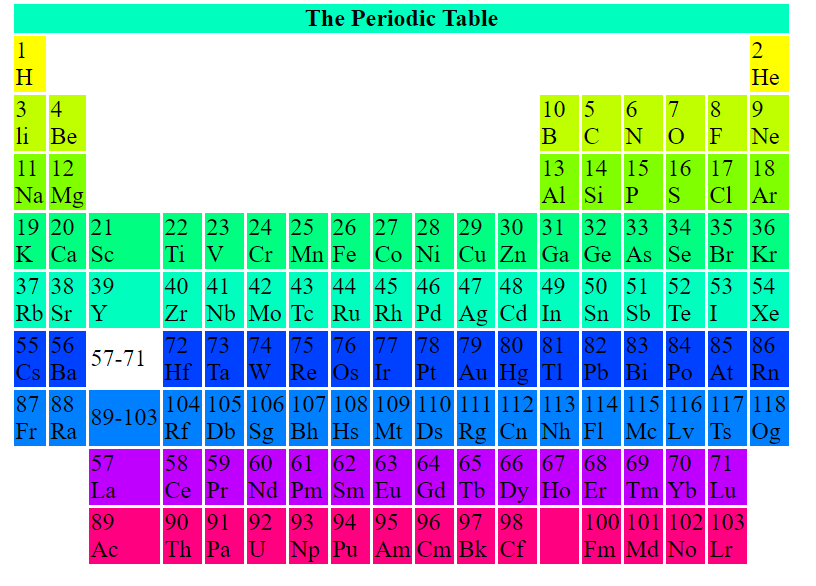 The Periodic Table
1 2
H He
3 4 10 5 6 7 8 9
li Be B C N O F Ne
11 12 13 14 15 16 17 18
Na Mg Al Si P S Cl Ar
19 20 21 22 23 24 25 26 27 28 29 30 31 32 33 34 35 36
K Ca Sc Ti V Cr Mn Fe Co Ni Cu Zn Ga Ge As Se Br Kr
37 38 39 40 41 42 43 44 45 46 47 48 49 50 51 52 53 54
Rb Sr Y Zr Nb Mo Tc Ru Rh Pd Ag Cd In Sn Sb Te I Xe
55 56 57-71 72 73 74 75 76 77 78 79 80 81 82 83 84 85 86
Cs Ba Hf Ta W Re Os Ir Pt Au Hg Tl Pb Bi Po At Rn
87 88 89-103 104 105 106 107 108 109 110 111 112 113 114 115 116 117 118
Fr Ra Rf Db Sg Bh Hs Mt Ds Rg Cn Nh Fl Mc Lv Ts Og
57 58 59 60 61 62 63 64 65 66 67 68 69 70 71
La Ce Pr Nd Pm Sm Eu Gd Tb Dy Ho Er Tm Yb Lu
89 90 91 92 93 94 95 96 97 98 100 101 102 103
Ac Th Pa U Np Pu Am Cm Bk Cf Fm Md No Lr